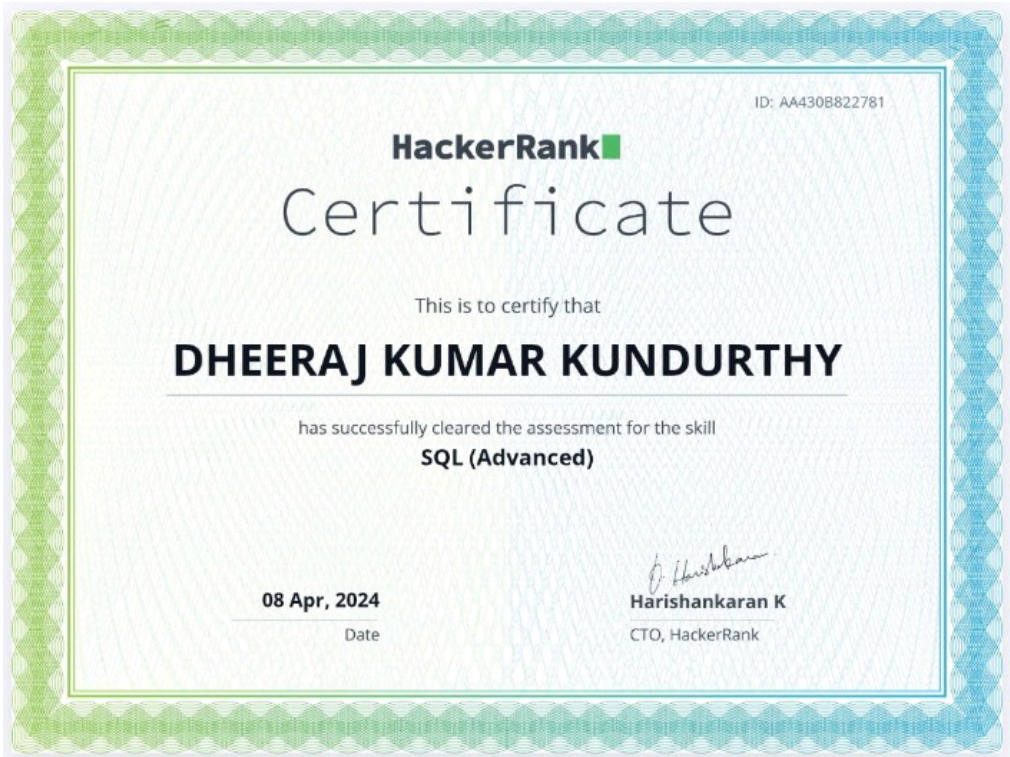 ID: AA430B822781
HackerRank
Certificate
This is to certify that
DHEERAJ KUMAR KUNDURTHY
has successfully cleared the assessment for the skill
SQL (Advanced)
08 Apr, 2024
Date
Harishankaran K
CTO, HackerRank